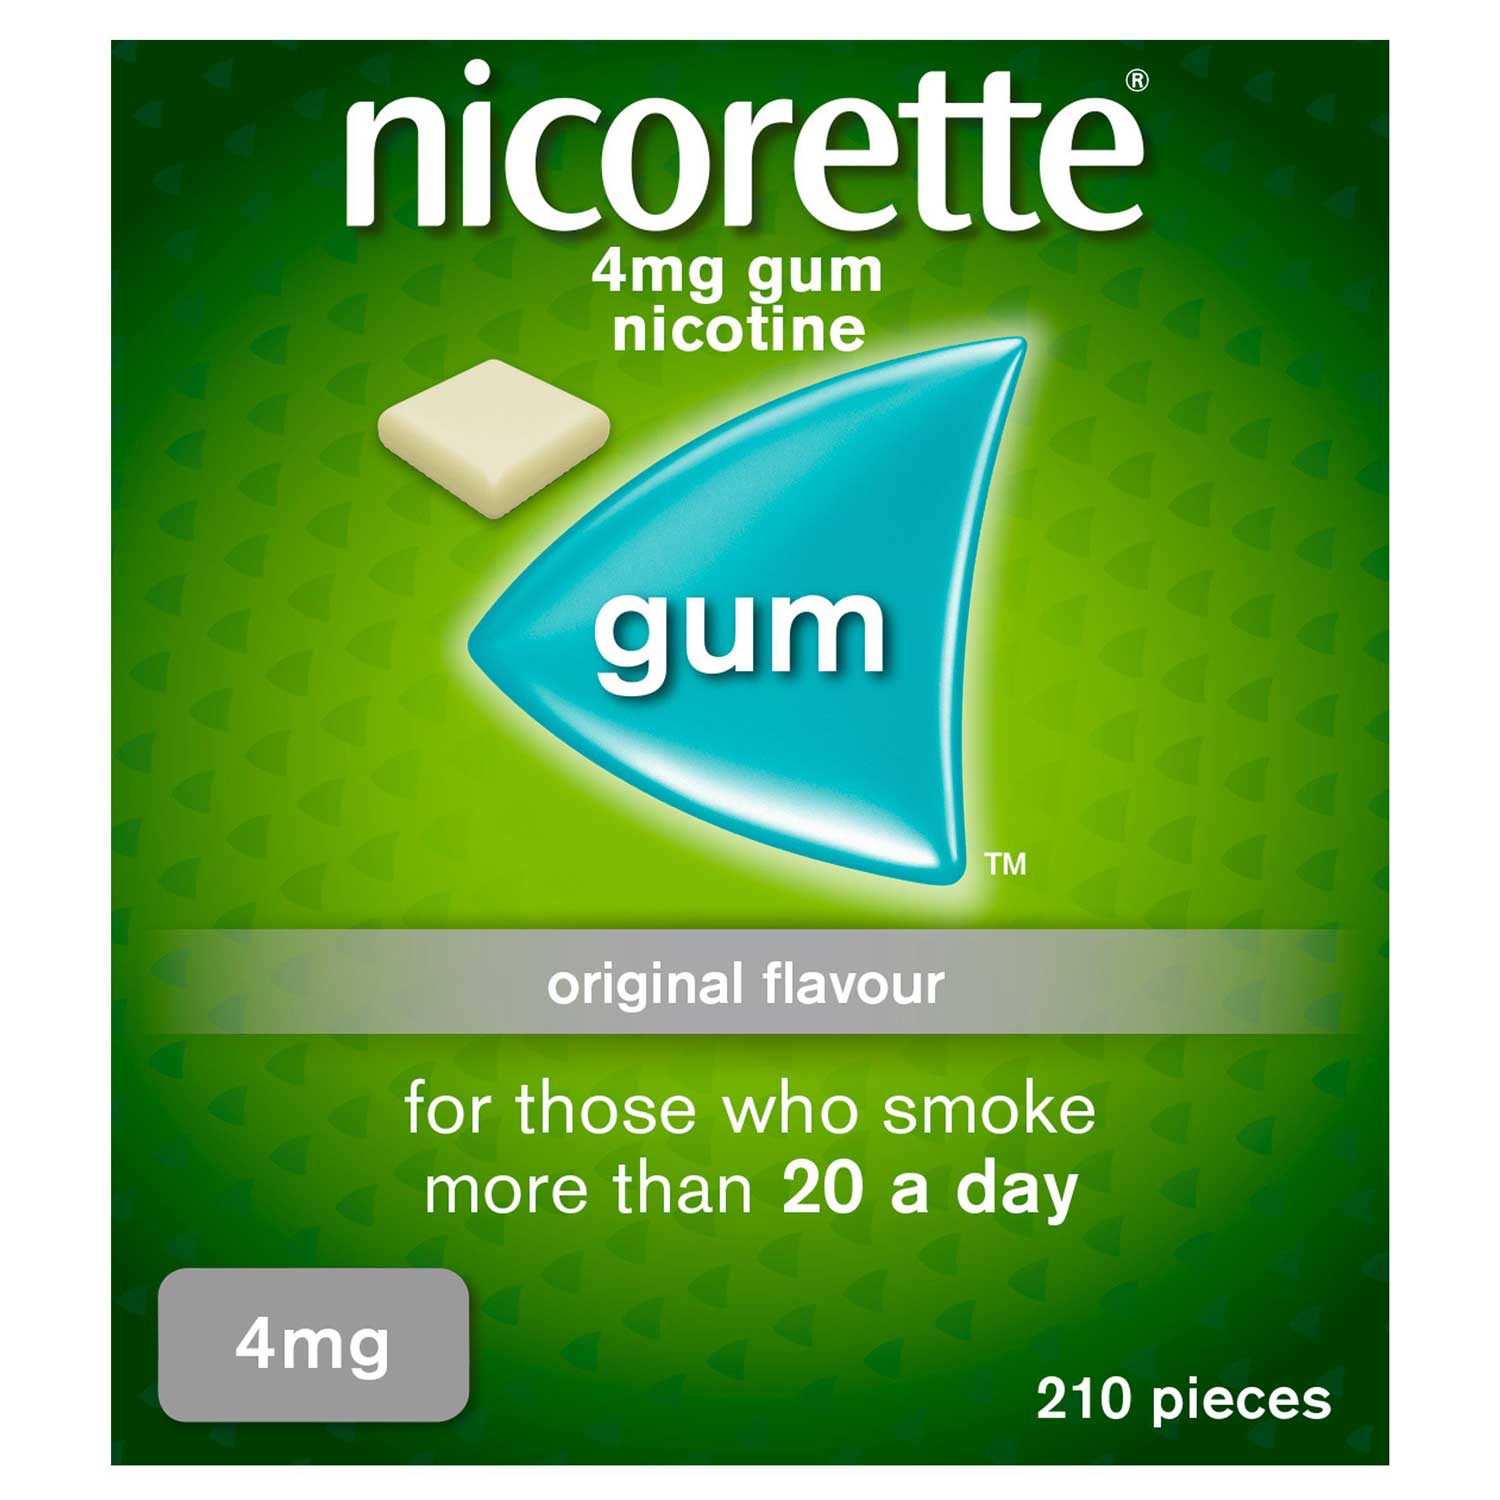 nicorette®
4mg gum
nicotine
gum
TM
original flavour
for those who smoke
more than 20 a day
4mg
210 pieces